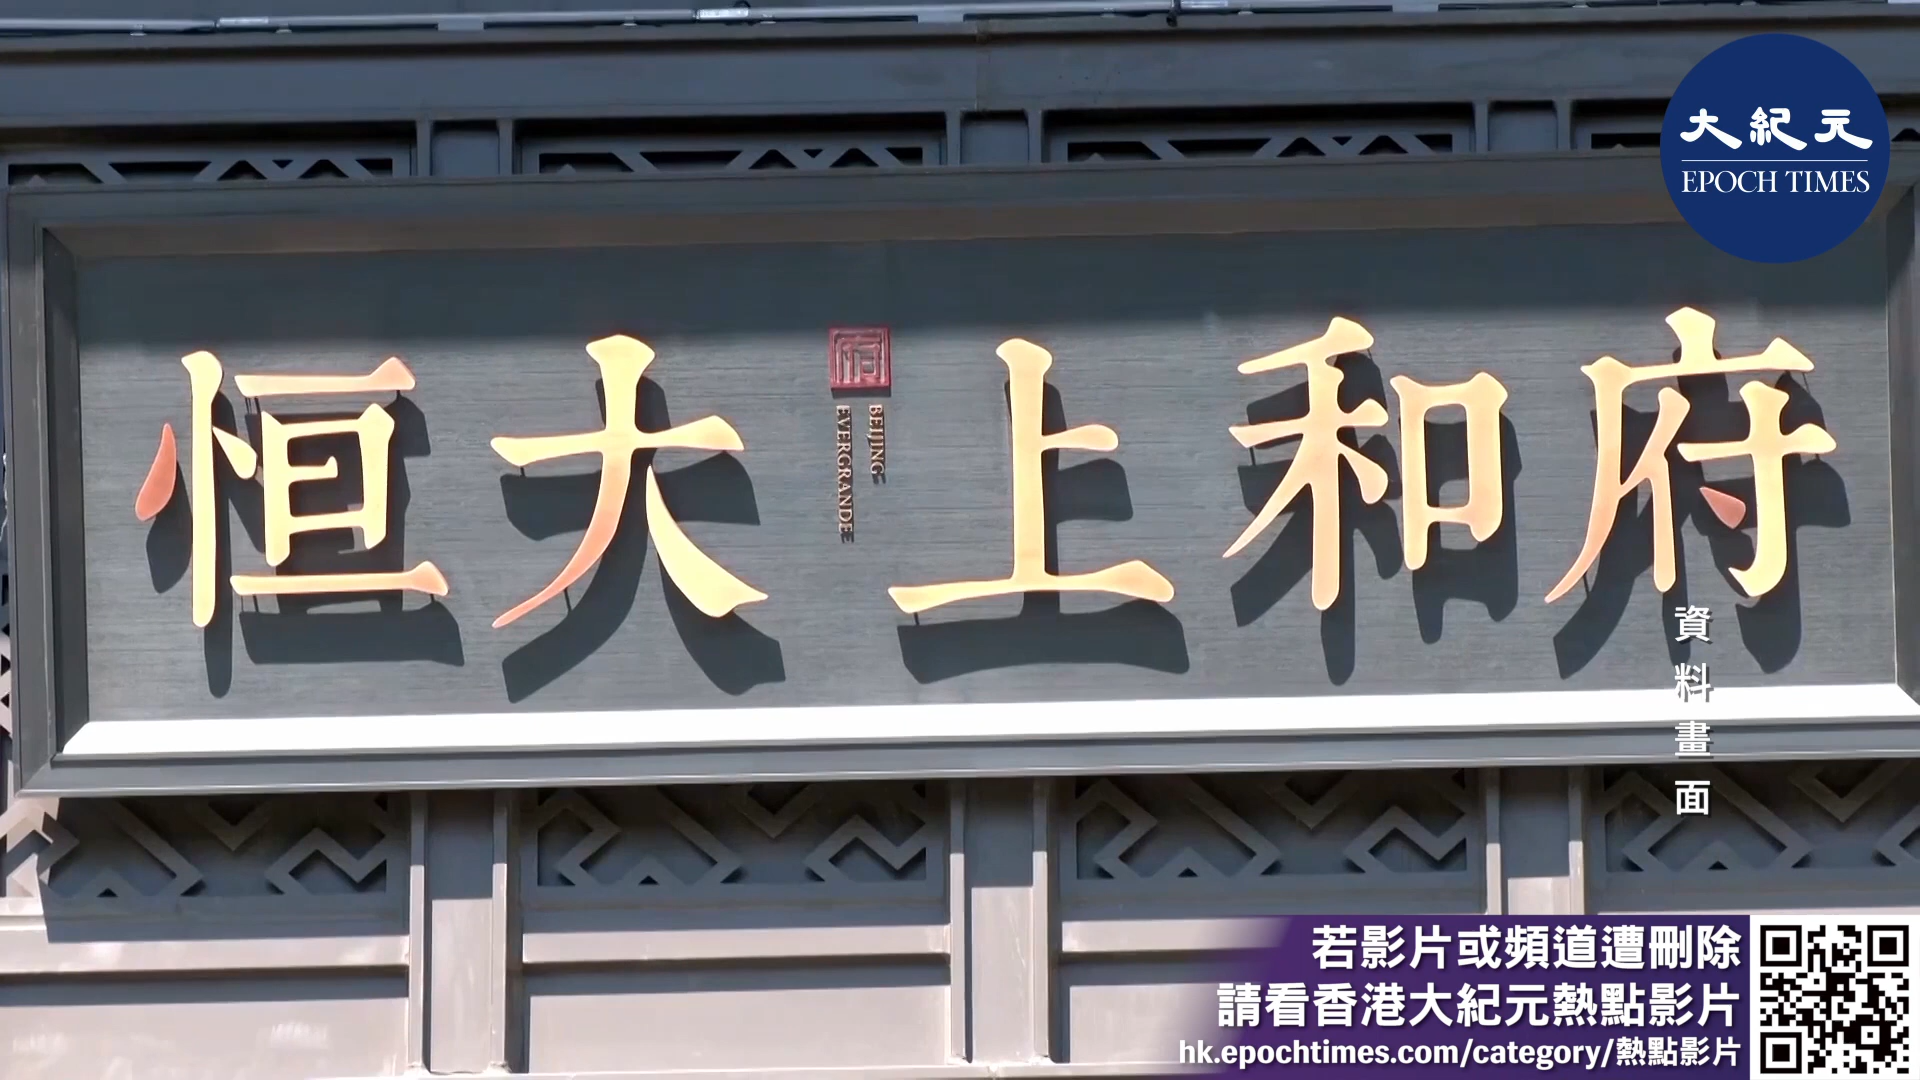 大紀元
EPOCH TIMES
恒大上和府
府
BEIJING
EVERGRANDE
資料畫面
若影片或頻道遭刪除
請看香港大紀元熱點影片
hk.epochtimes.com/category/熱點影片